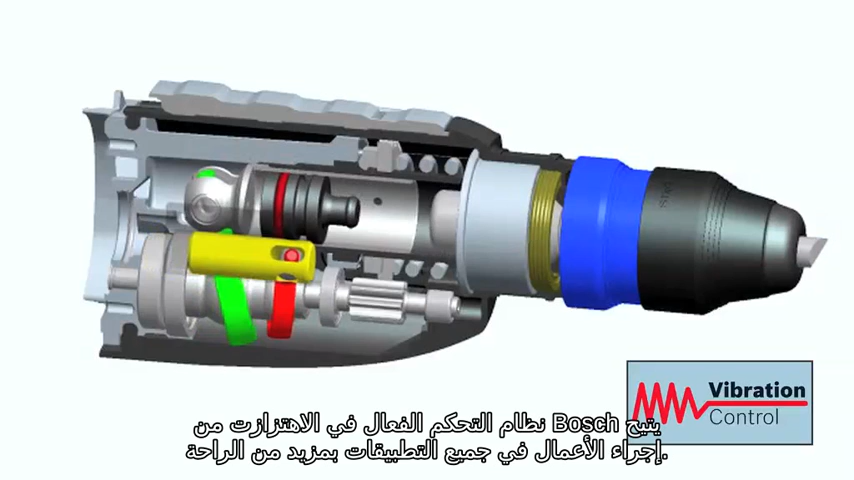 Vibration
Control
يتيح Bosch نظام التحكم الفعال في الاهتزازت من
إجراء الأعمال في جميع التطبيقات بمزيد من الراحة.